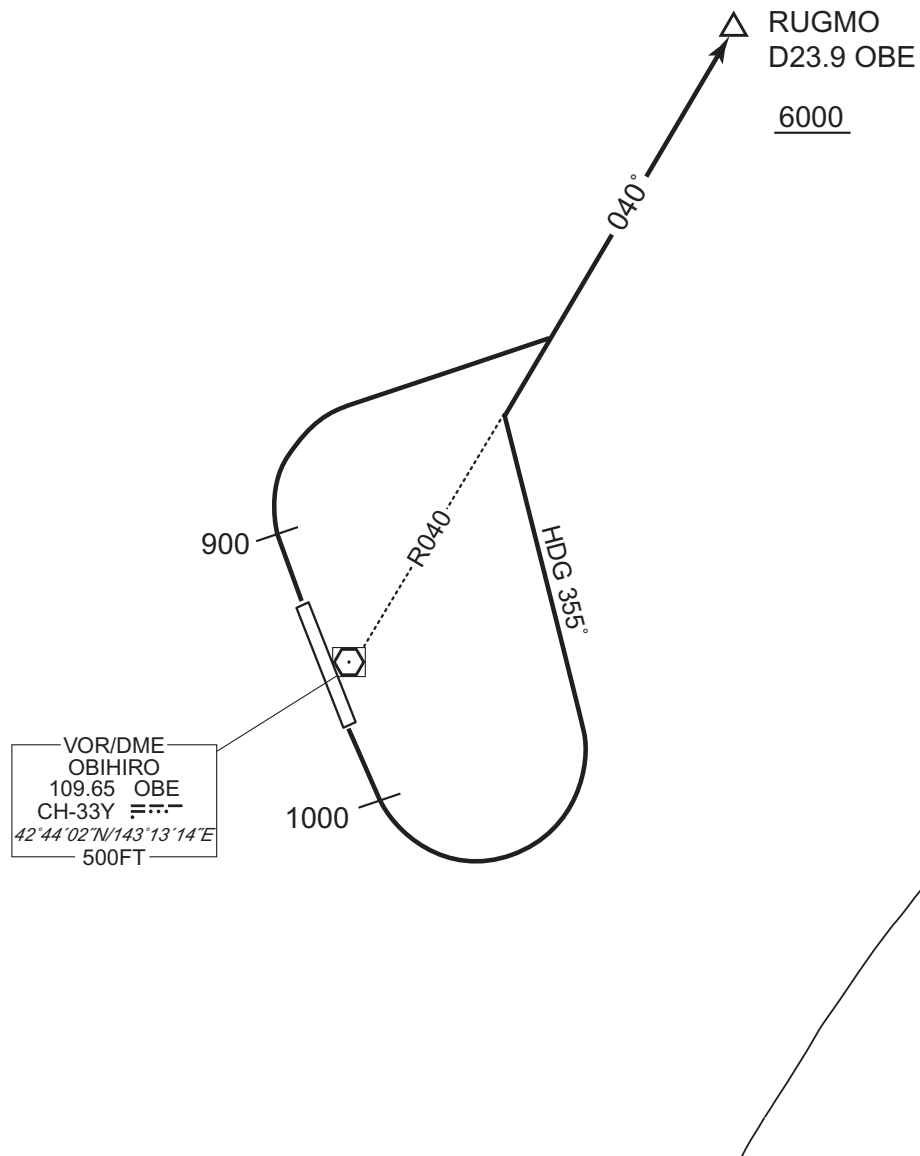 RUGMO
D23.9 OBE
6000
040°
900
R040
HDG 355°
VOR/DME
OBIHIRO
109.65 OBE
CH-33Y
42°44′02″N/143°13′14″E
500FT
1000